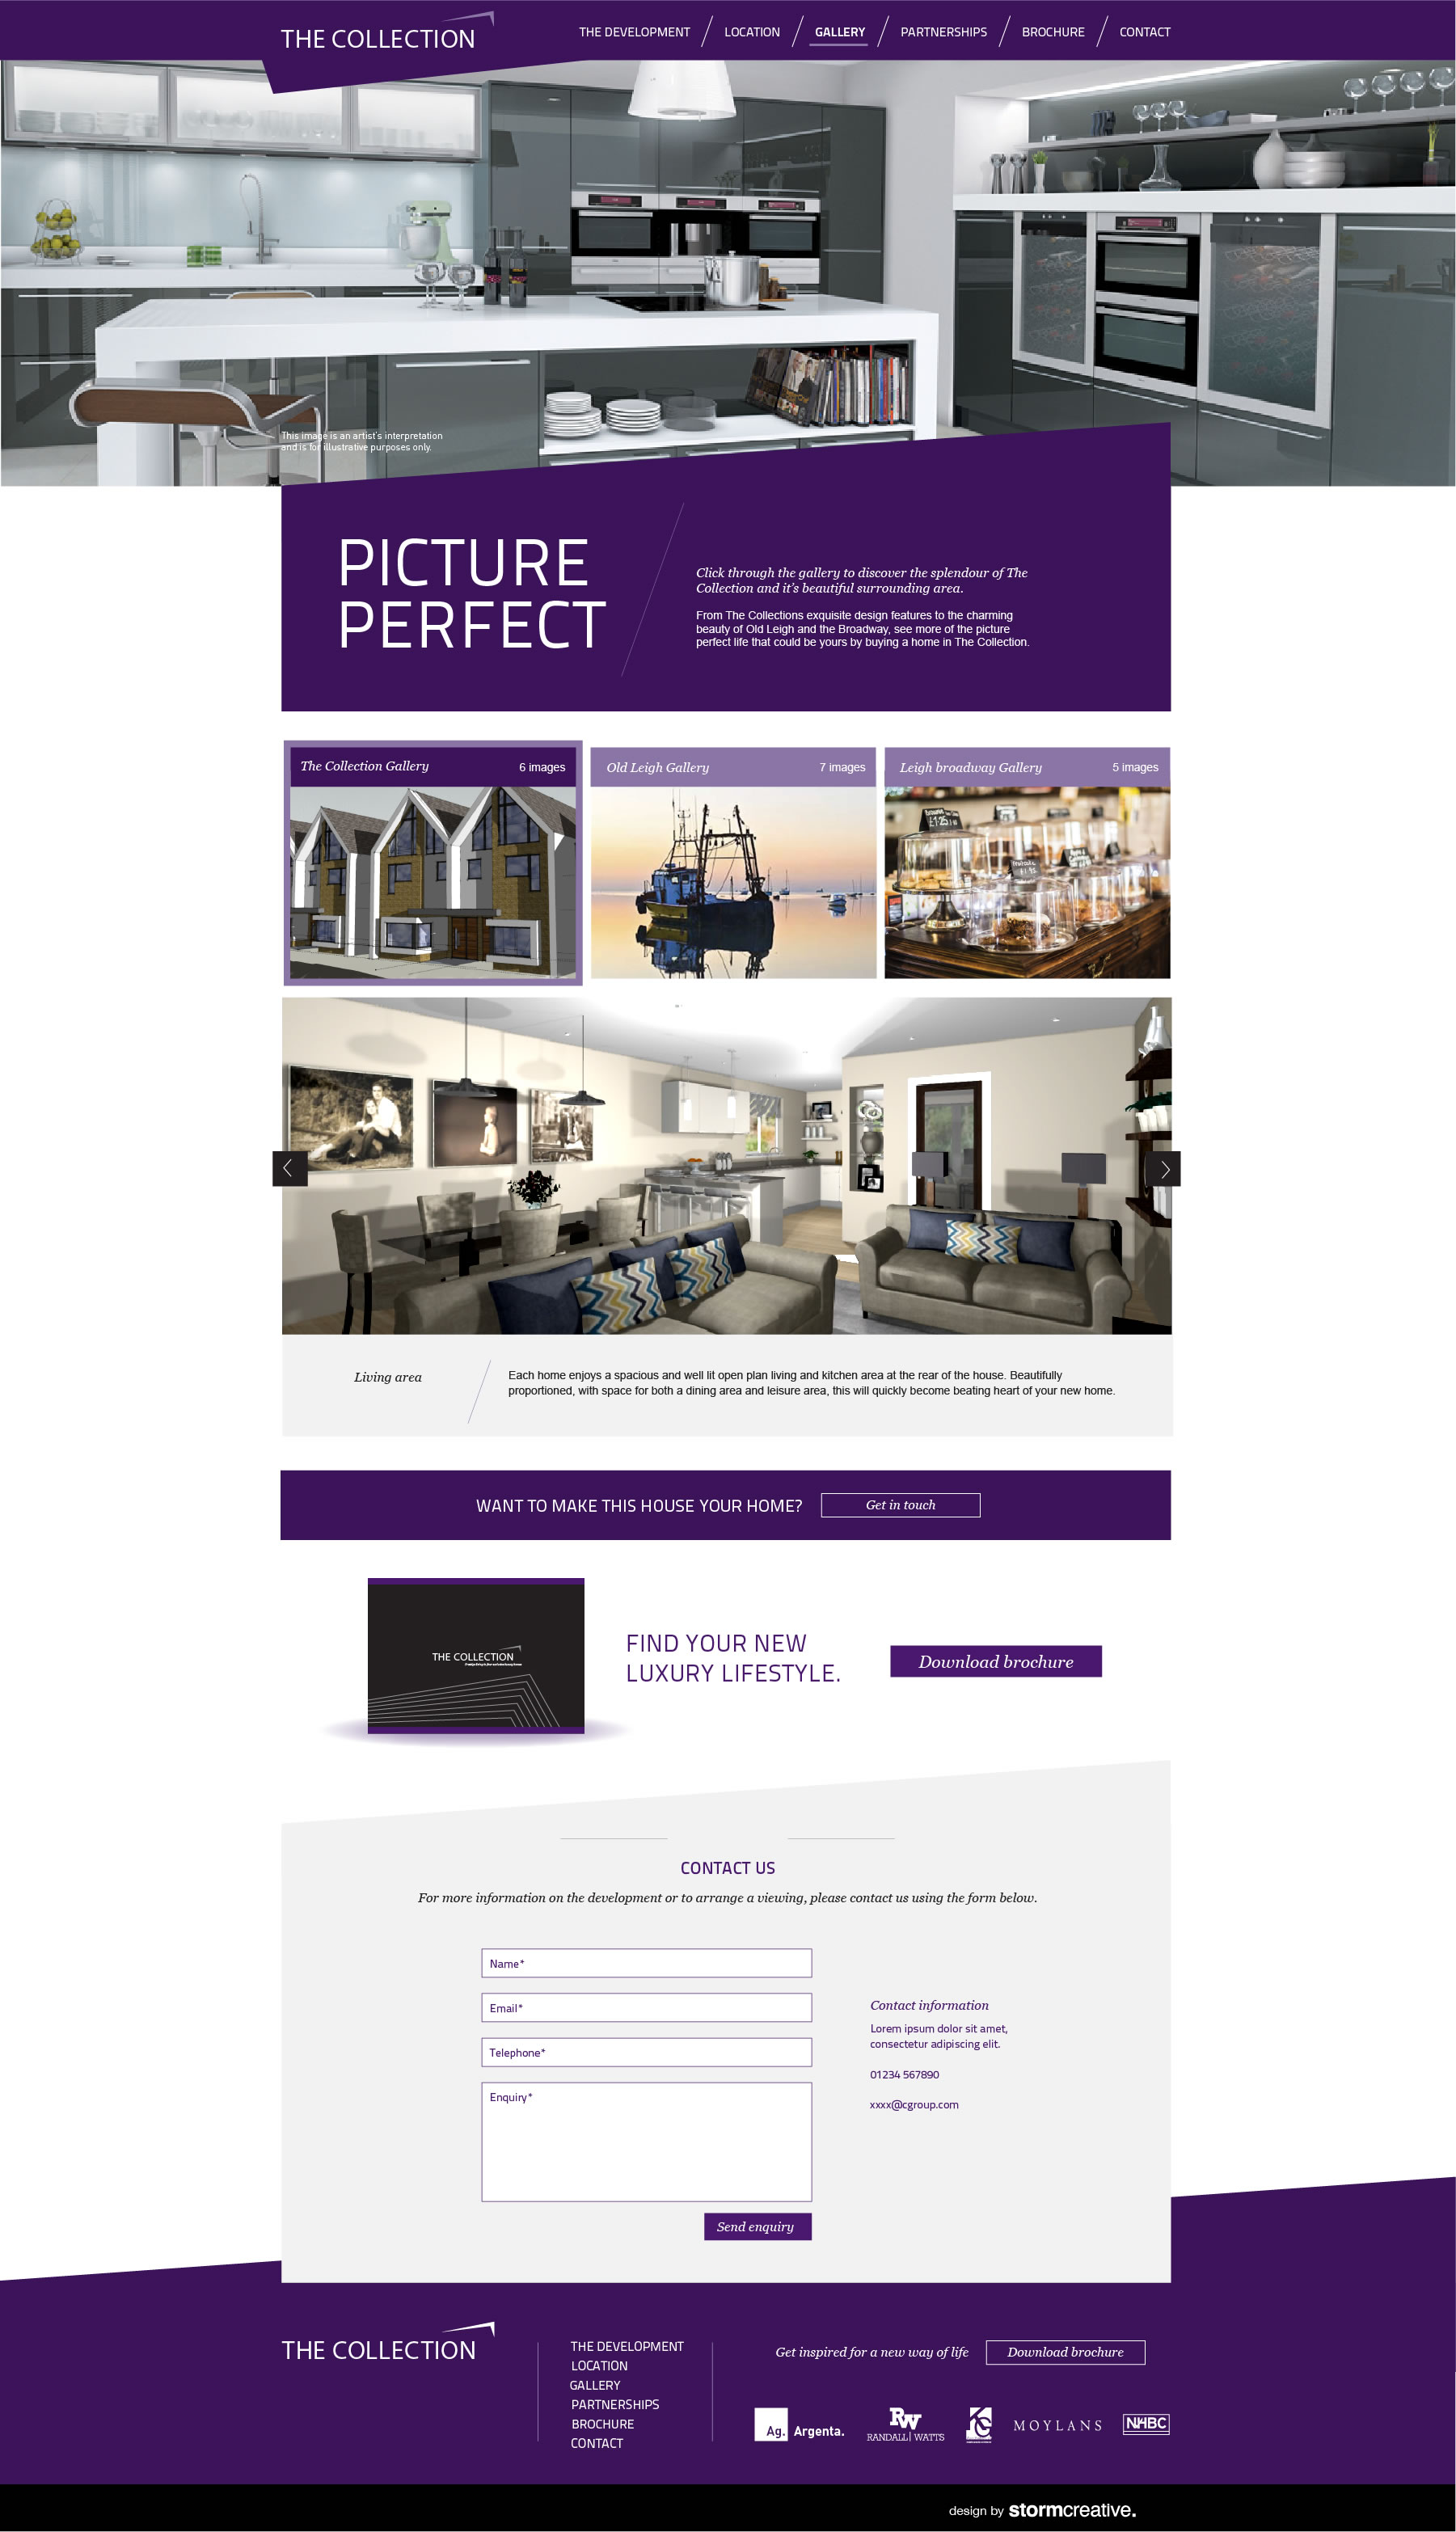 THE COLLECTION
THE DEVELOPMENT
LOCATION
GALLERY
PARTNERSHIPS
BROCHURE
CONTACT
This image is an artist's interpretation
and is for illustrative purposes only.
PICTURE
PERFECT
Click through the gallery to discover the splendour of The
Collection and it's beautiful surrounding area.
From The Collections exquisite design features to the charming
beauty of Old Leigh and the Broadway, see more of the picture
perfect life that could be yours by buying a home in The Collection.
The Collection Gallery
6 images
Old Leigh Gallery
7 images
Leigh broadway Gallery
5 images
£1.25
Living area
Each home enjoys a spacious and well lit open plan living and kitchen area at the rear of the house. Beautifully
proportioned, with space for both a dining area and leisure area, this will quickly become beating heart of your new home.
WANT TO MAKE THIS HOUSE YOUR HOME?
Get in touch
THE COLLECTION
FIND YOUR NEW
LUXURY LIFESTYLE.
Download brochure
CONTACT US
For more information on the development or to arrange a viewing, please contact us using the form below.
Name*
Email*
Telephone*
Enquiry*
Send enquiry
Contact information
Lorem ipsum dolor sit amet,
consectetur adipiscing elit.
01234 567890
xxxx@cgroup.com
THE COLLECTION
THE DEVELOPMENT
LOCATION
GALLERY
PARTNERSHIPS
BROCHURE
CONTACT
Get inspired for a new way of life
Download brochure
Ag. Argenta.
RW
RANDALL WATTS
MOYLANS
NHBC
design by stormcreative.